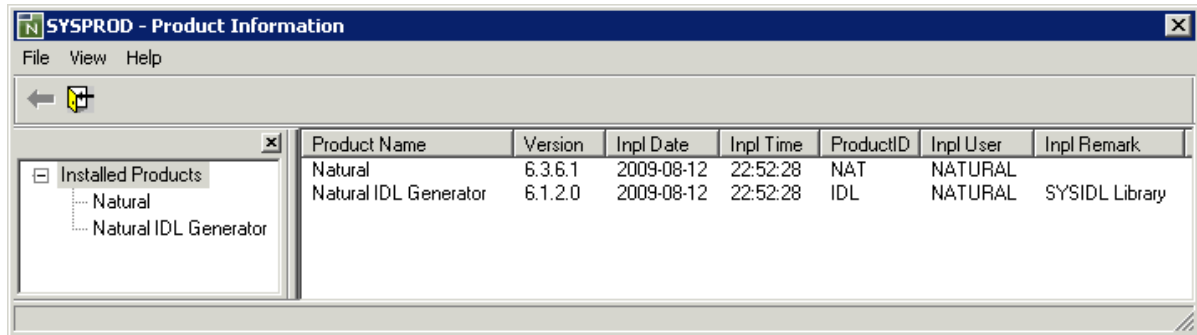 SYSPROD - Product Information
File View Help
Product Name Version Inpl Date Inpl Time ProductID Inpl User Inpl Remark
Installed Products
Natural
Natural IDL Generator
Natural 6.3.6.1 2009-08-12 22:52:28 NAT NATURAL
Natural IDL Generator 6.1.2.0 2009-08-12 22:52:28 IDL NATURAL SYSIDL Library